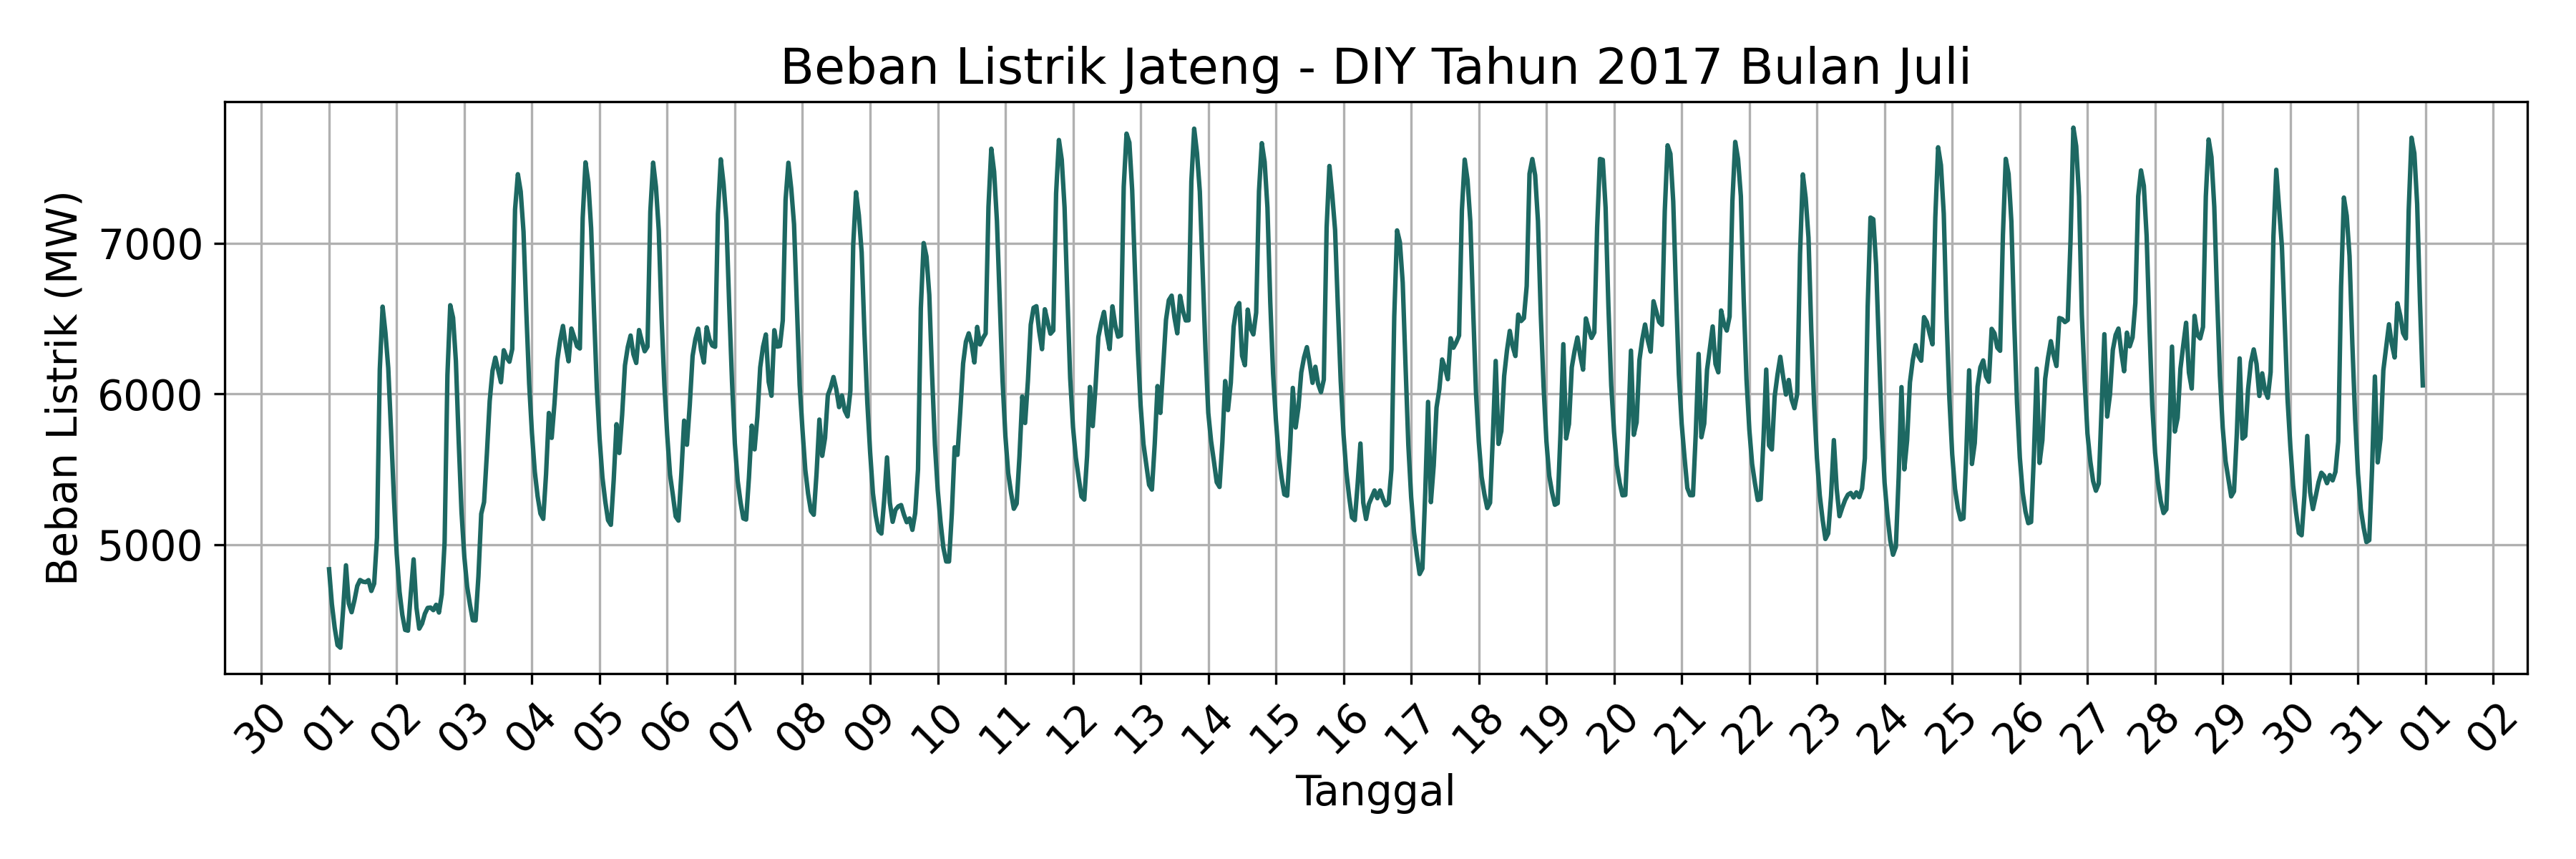 Beban Listrik Jateng - DIY Tahun 2017 Bulan Juli
Beban Listrik (MW)
7000
6000
5000
30 01 02 03 04 05 06 07 08 09 10 11 12 13 14 15 16 17 18 19 20 21 22 23 24 25 26 27 28 29 30 31 01 02
Tanggal